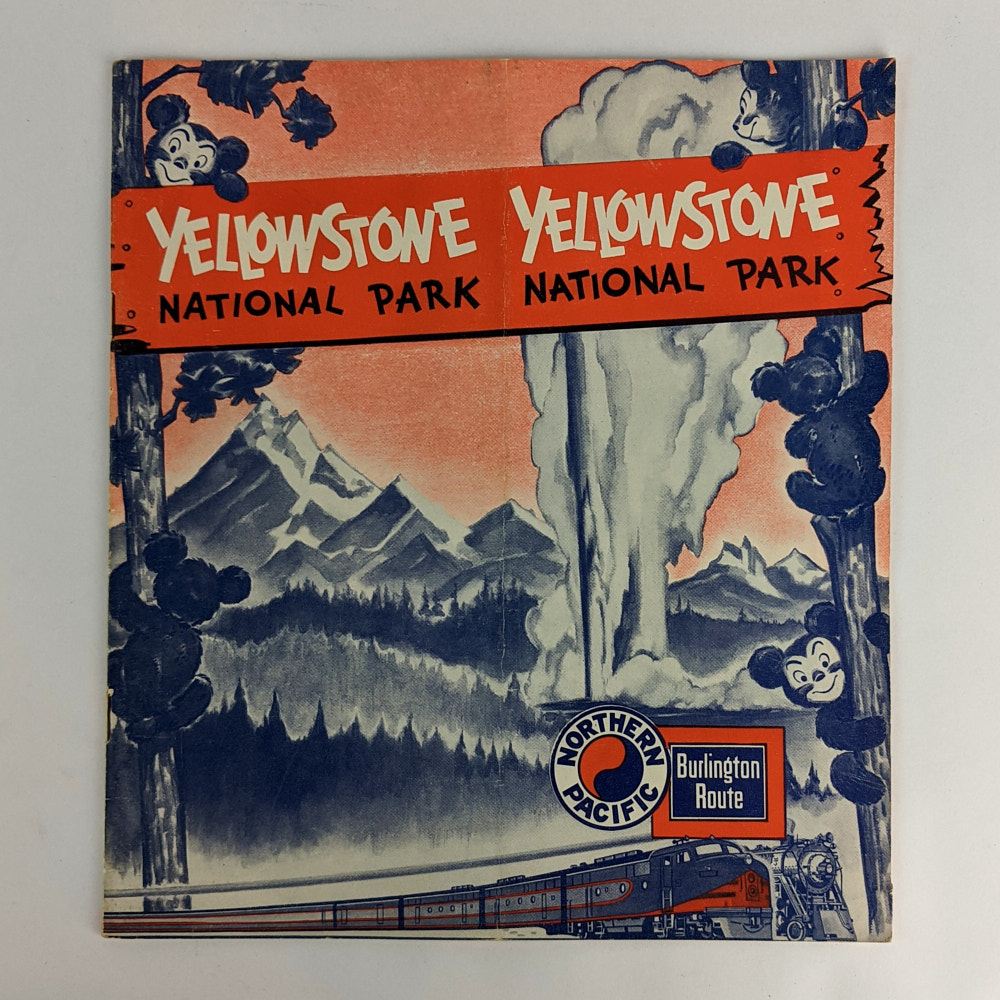 YELLOWSTONE
NATIONAL PARK
YELLOWSTONE
NATIONAL PARK
NORTHERN
PACIFIC
Burlington
Route